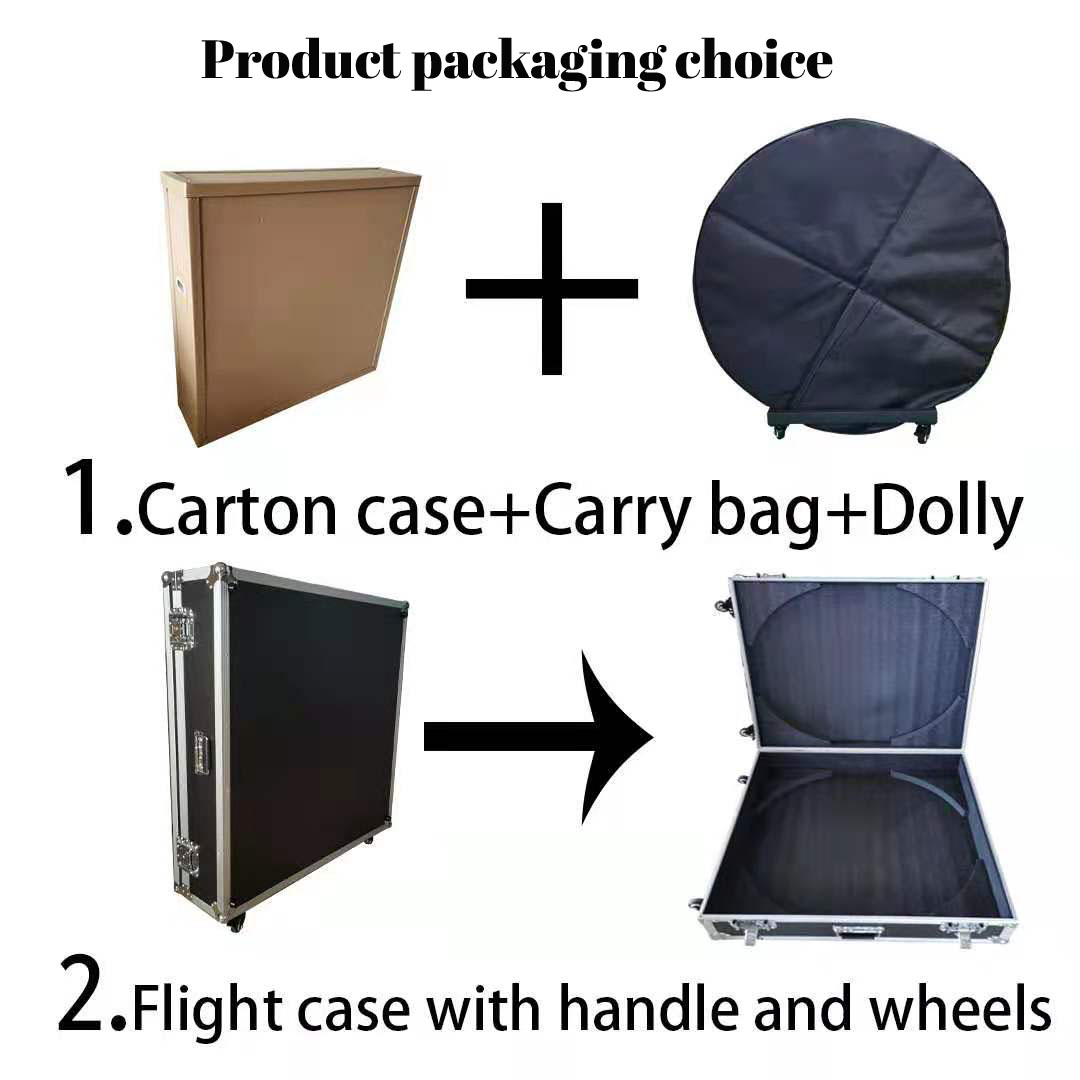 Product packaging choice
1.Carton case+Carry bag+Dolly
2.Flight case with handle and wheels